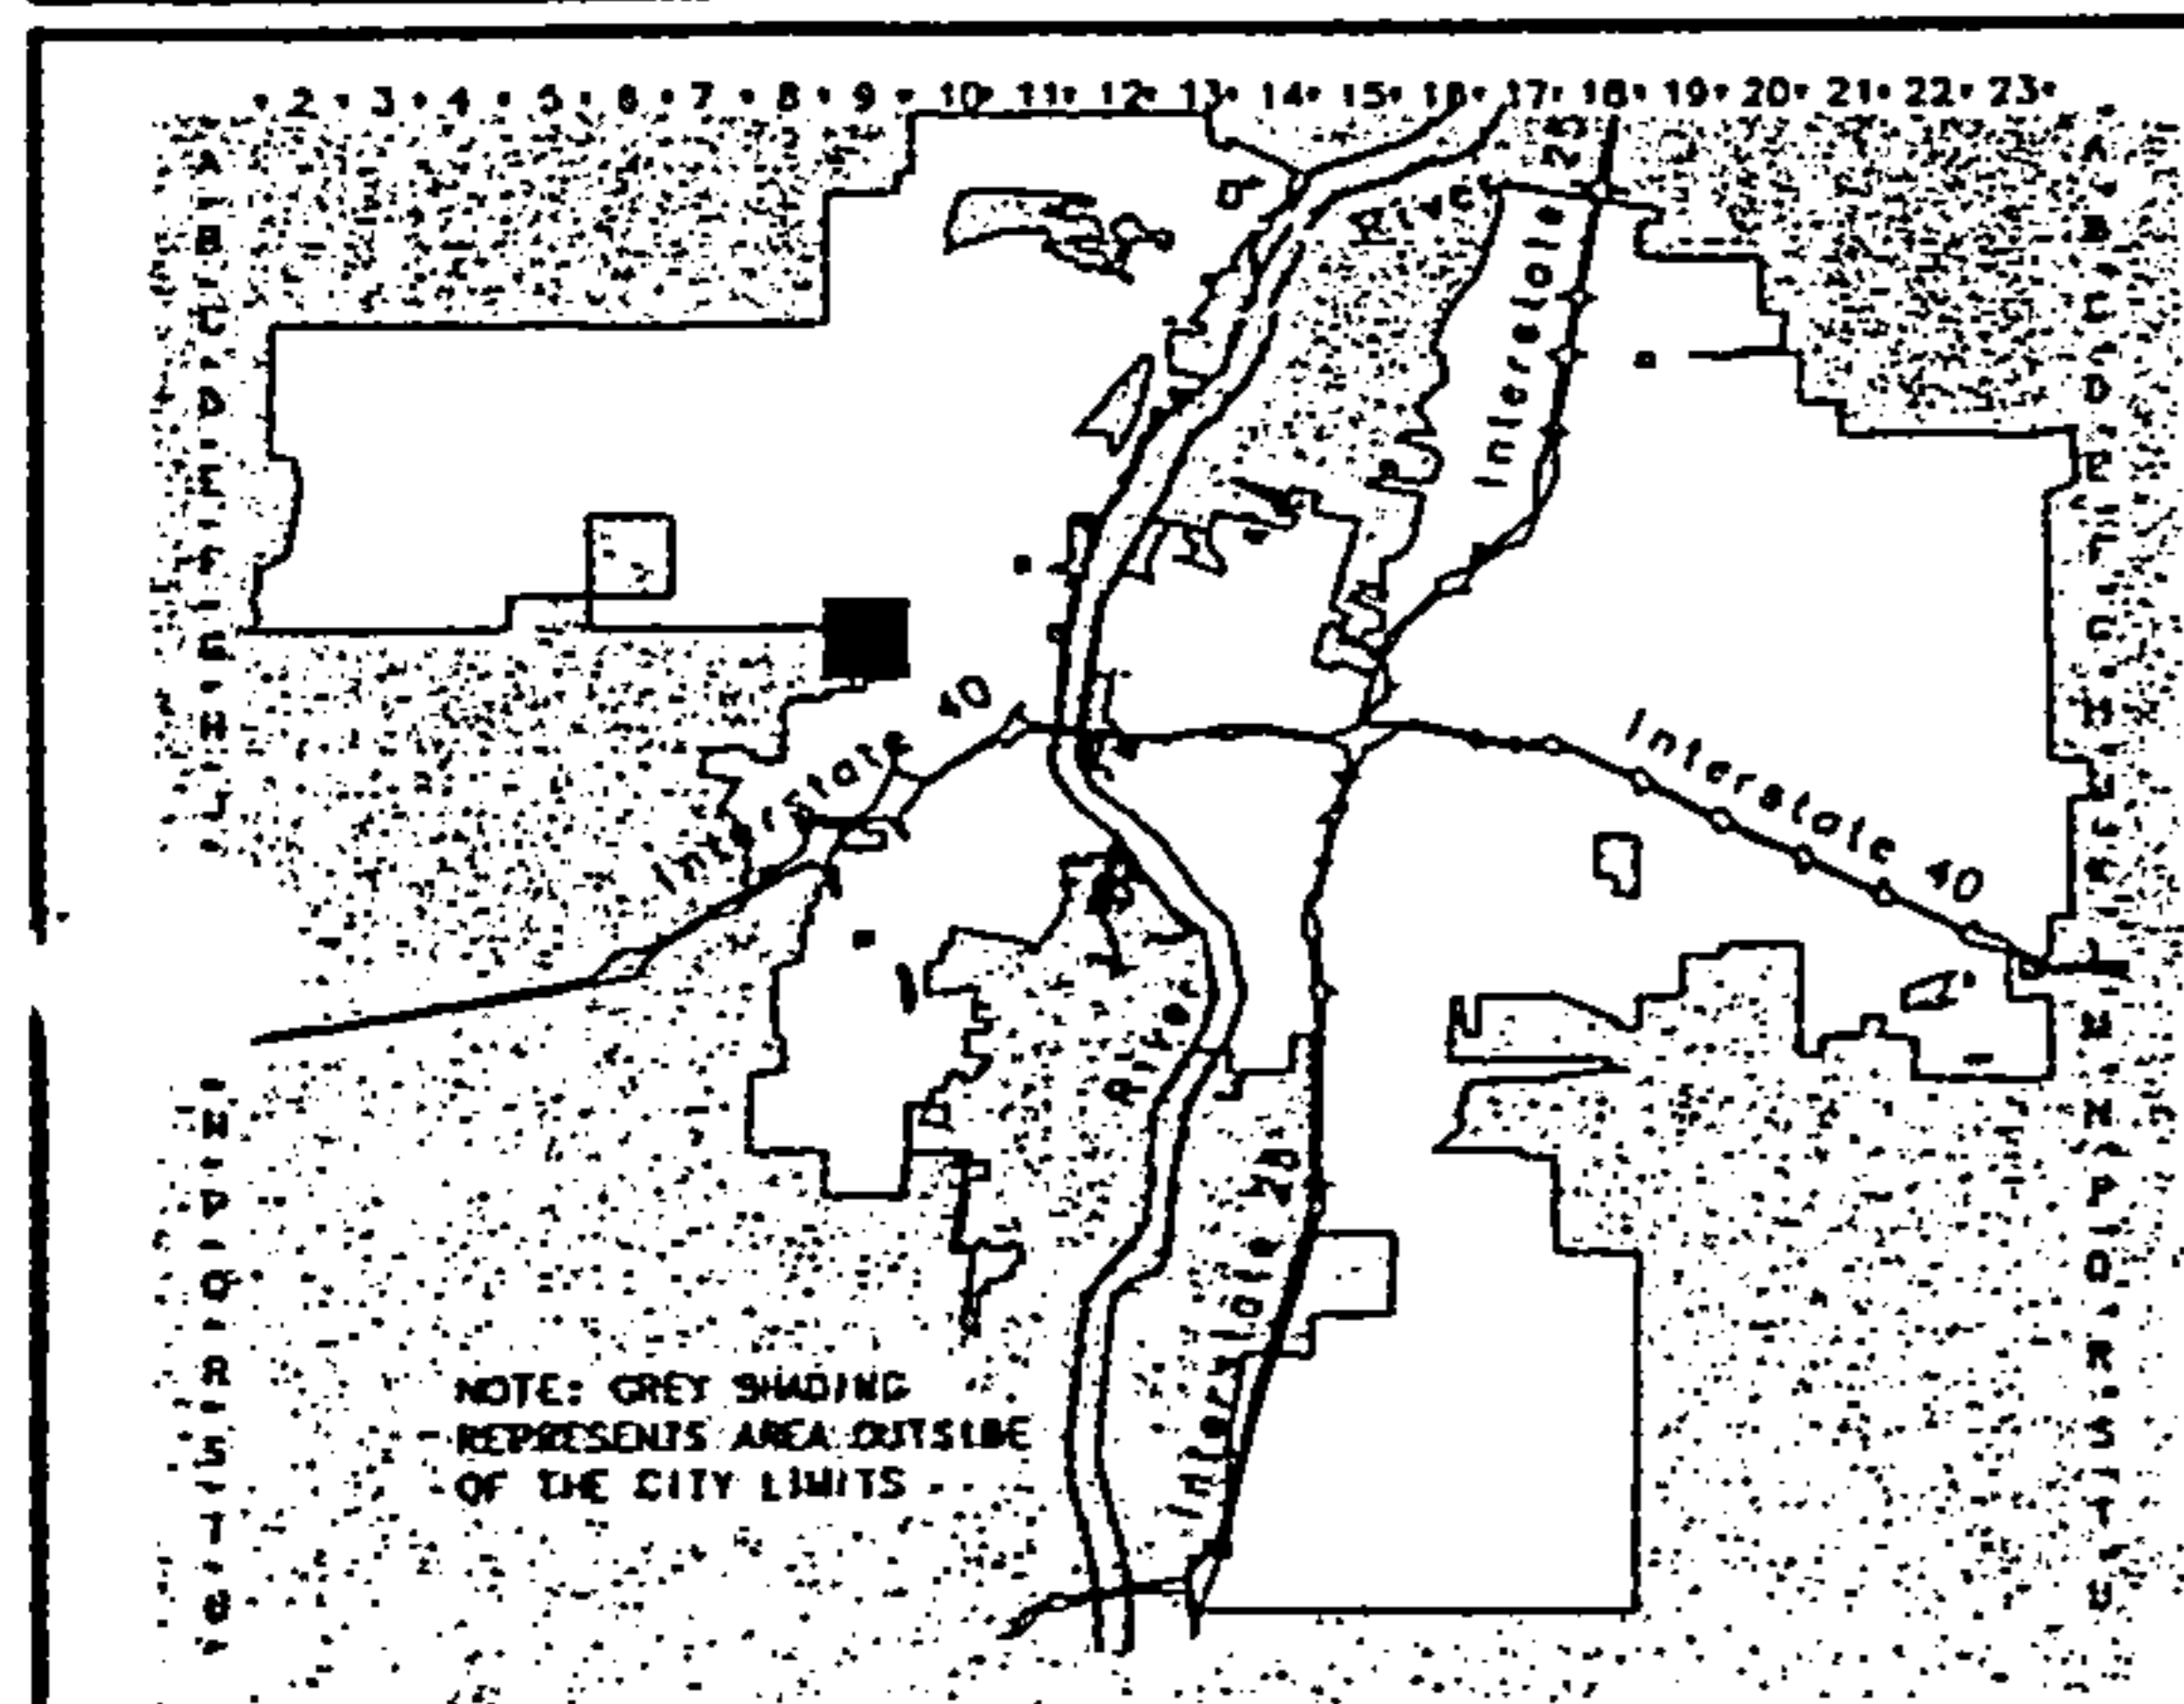 2 3 4 5 6 7 8 9 10 11 12 13 14 15 16 17 18 19 20 21 22 23
A
B
C
D
E
F
G
H
J
N
P
Q
R
S
T
U
A
B
C
D
E
F
G
H
J
K
L
M
N
P
Q
R
S
T
U
River
Interstate 25
40
Interstate
Interstate 40
River
Interstate 25
NOTE: GREY SHADING
REPRESENTS AREA OUTSIDE
OF THE CITY LIMITS